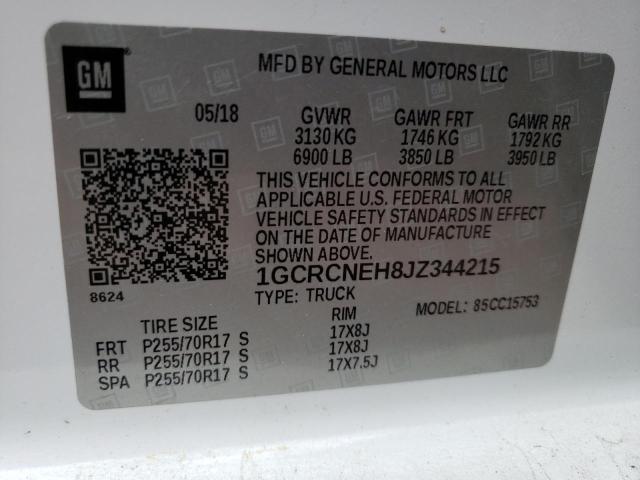 GM
MFD BY GENERAL MOTORS LLC
05/18 GVWR GAWR FRT GAWR RR
3130 KG 1746 KG 1792 KG
6900 LB 3850 LB 3950 LB
THIS VEHICLE CONFORMS TO ALL
APPLICABLE U.S. FEDERAL MOTOR
VEHICLE SAFETY STANDARDS IN EFFECT
ON THE DATE OF MANUFACTURE
SHOWN ABOVE.
1GCRCNEH8JZ344215
8624
TYPE: TRUCK MODEL: 85CC15753
TIRE SIZE RIM
FRT P255/70R17 S 17X8J
RR P255/70R17 S 17X8J
SPA P255/70R17 S 17X7.5J